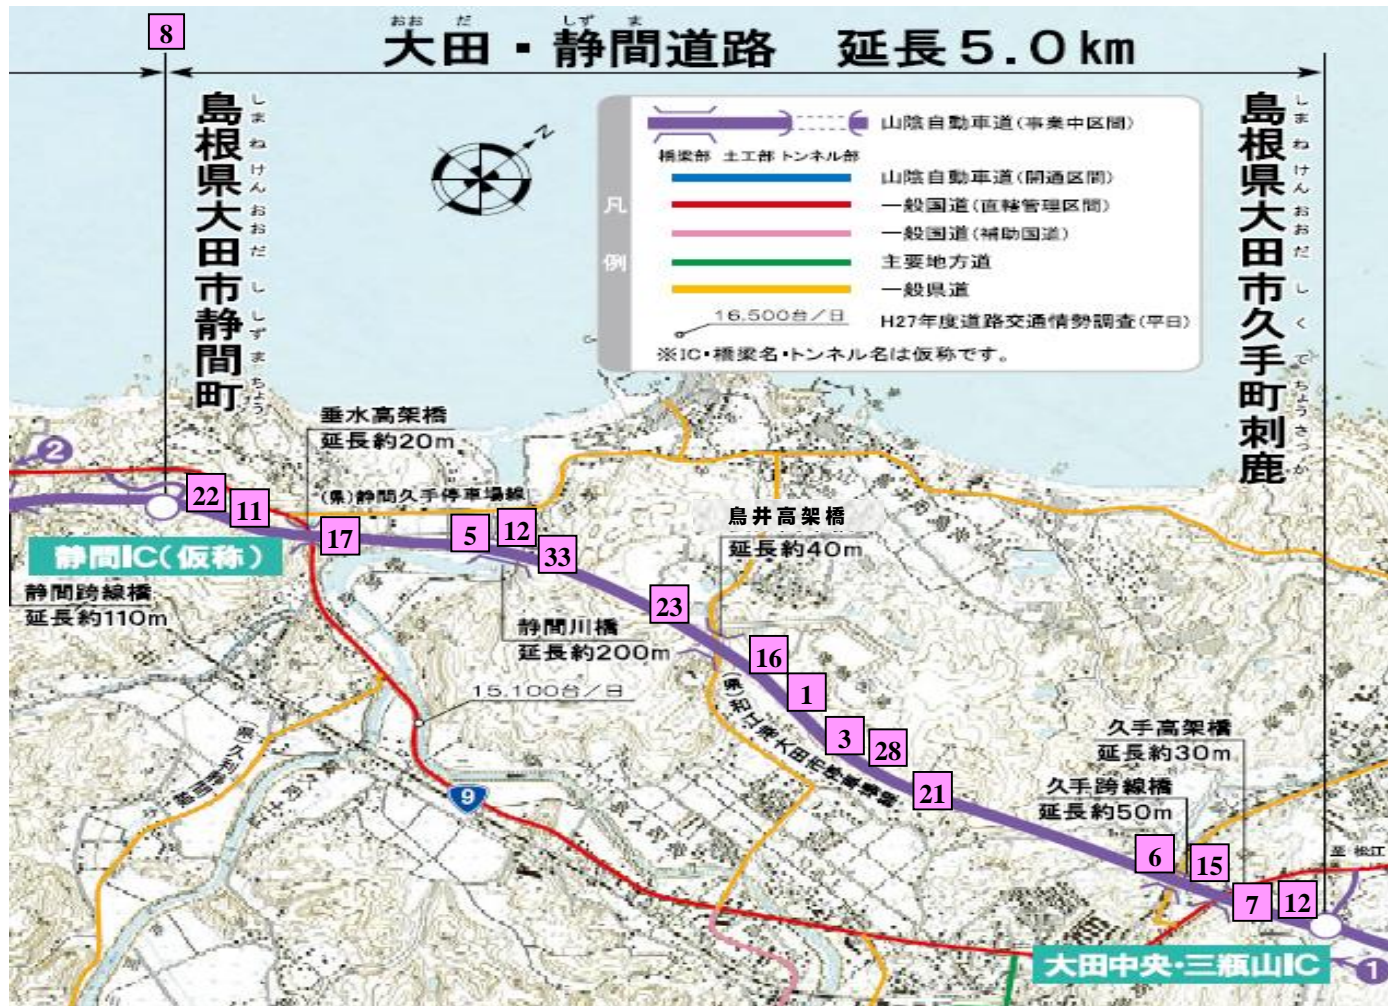 8
おお だ しず ま
大田・静間道路 延長5.0km
しまねけんおおだししずまちょう
島根県大田市静間町
しまねけんおおだしくてちょうさつか
島根県大田市久手町刺鹿
N
凡例
山陰自動車道(事業中区間)
橋梁部 土工部 トンネル部
山陰自動車道(開通区間)
一般国道(直轄管理区間)
一般国道(補助国道)
主要地方道
一般県道
16,500台/日
H27年度道路交通情勢調査(平日)
※IC・橋梁名・トンネル名は仮称です。
垂水高架橋
延長約20m
2
22
11
(県)静間久手停車場線
17
5
12
33
鳥井高架橋
延長約40m
静間IC(仮称)
静間跨線橋
延長約110m
23
静間川橋
延長約200m
16
1
15,100台/日
3
28
21
9
久手高架橋
延長約30m
久手跨線橋
延長約50m
6
15
7
12
至 松江
大田中央・三瓶山IC
1